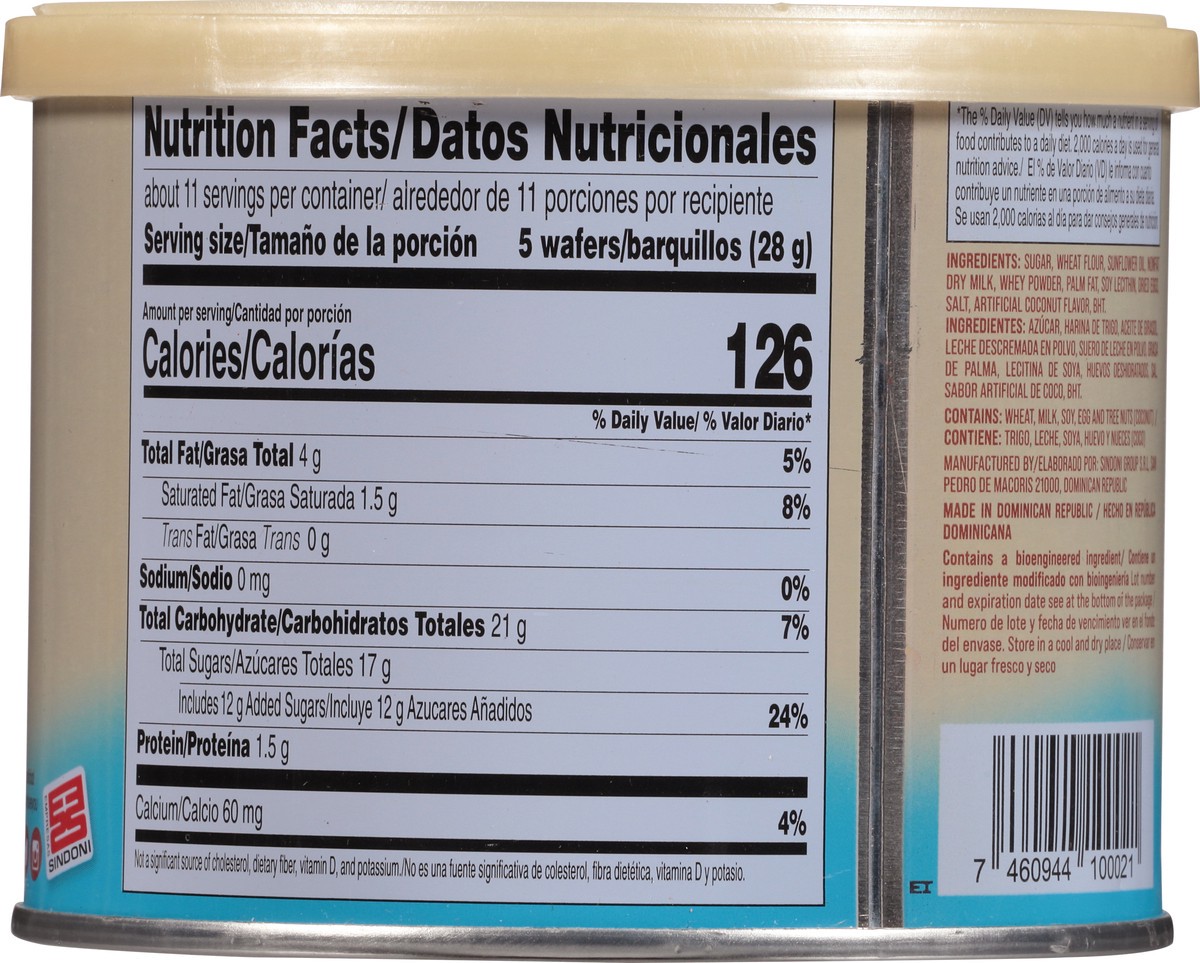 Nutrition Facts/Datos Nutricionales
about 11 servings per container/ alrededor de 11 porciones por recipiente
Serving size/Tamaño de la porción 5 wafers/barquillos (28 g)
Amount per serving/Cantidad por porción
Calories/Calorías 126
% Daily Value/ % Valor Diario*
Total Fat/Grasa Total 4 g 5%
Saturated Fat/Grasa Saturada 1.5 g 8%
Trans Fat/Grasa Trans 0 g
Sodium/Sodio 0 mg 0%
Total Carbohydrate/Carbohidratos Totales 21 g 7%
Total Sugars/Azúcares Totales 17 g
Includes 12 g Added Sugars/Incluye 12 g Azucares Añadidos 24%
Protein/Proteína 1.5 g
Calcium/Calcio 60 mg 4%
Not a significant source of cholesterol, dietary fiber, vitamin D, and potassium./No es una fuente significativa de colesterol, fibra dietética, vitamina D y potasio.
SINDONI
*The % Daily Value (DV) tells you how much a nutrient in a serving
food contributes to a daily diet. 2,000 calories a day is used for general
nutrition advice./ El % de Valor Diario (VD) le informa con cuanto
contribuye un nutriente en una porción de alimento a su dieta diaria.
Se usan 2,000 calorías al día para dar consejos generales de nutrición
INGREDIENTS: SUGAR, WHEAT FLOUR, SUNFLOWER OIL, NONFAT
DRY MILK, WHEY POWDER, PALM FAT, SOY LECITHIN, DRIED EGG,
SALT, ARTIFICIAL COCONUT FLAVOR, BHT.
INGREDIENTES: AZÚCAR, HARINA DE TRIGO, ACEITE DE GIRASOL,
LECHE DESCREMADA EN POLVO, SUERO DE LECHE EN POLVO, GRASA
DE PALMA, LECITINA DE SOYA, HUEVOS DESHIDRATADOS, SAL,
SABOR ARTIFICIAL DE COCO, BHT.
CONTAINS: WHEAT, MILK, SOY, EGG AND TREE NUTS (COCONUT) /
CONTIENE: TRIGO, LECHE, SOYA, HUEVO Y NUECES (COCO)
MANUFACTURED BY/ELABORADO POR: SINDONI GROUP S.R.L, SAN
PEDRO DE MACORIS 21000, DOMINICAN REPUBLIC
MADE IN DOMINICAN REPUBLIC / HECHO EN REPÚBLICA
DOMINICANA
Contains a bioengineered ingredient/ Contiene un
ingrediente modificado con bioingeniería Lot number
and expiration date see at the bottom of the package /
Numero de lote y fecha de vencimiento ver en el fondo
del envase. Store in a cool and dry place / Conservar en
un lugar fresco y seco
7 460944 100021
EI